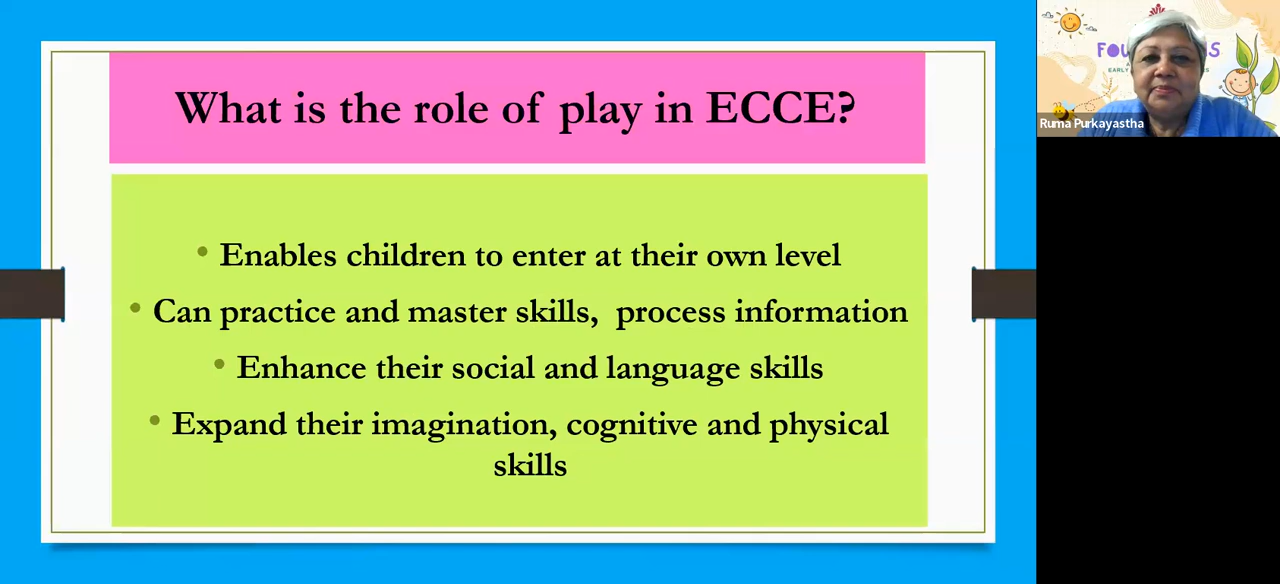 What is the role of play in ECCE?
• Enables children to enter at their own level
• Can practice and master skills, process information
• Enhance their social and language skills
• Expand their imagination, cognitive and physical
skills
Ruma Purkayastha